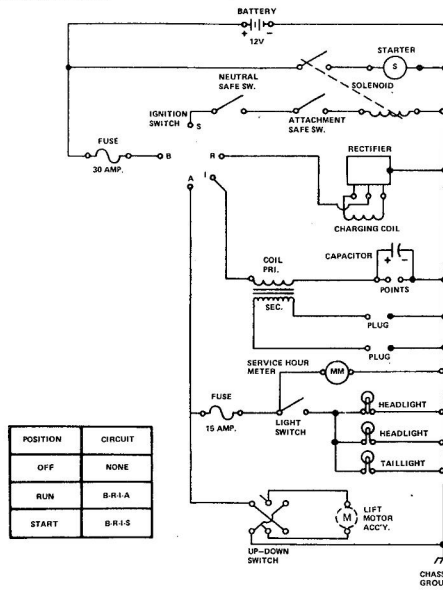 BATTERY
+ −
12V
STARTER
S
NEUTRAL
SAFE SW.
SOLENOID
IGNITION
SWITCH
S
ATTACHMENT
SAFE SW.
FUSE
30 AMP.
B
R
A
I
RECTIFIER
CHARGING COIL
COIL
PRI.
SEC.
CAPACITOR
+ −
POINTS
PLUG
PLUG
SERVICE HOUR
METER
MM
FUSE
15 AMP.
LIGHT
SWITCH
HEADLIGHT
HEADLIGHT
TAILLIGHT
POSITION CIRCUIT
OFF NONE
RUN B-R-I-A
START B-R-I-S
UP-DOWN
SWITCH
M
LIFT
MOTOR
ACC'Y.
CHASS
GROU